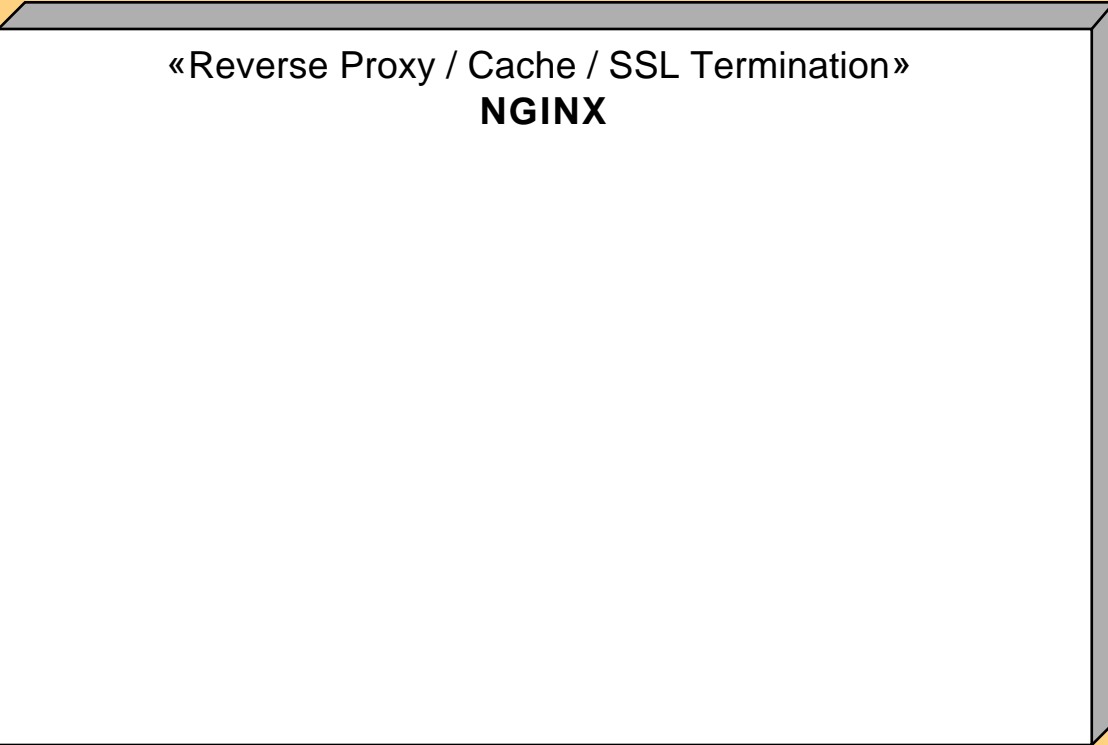 «Reverse Proxy / Cache / SSL Termination»
NGINX